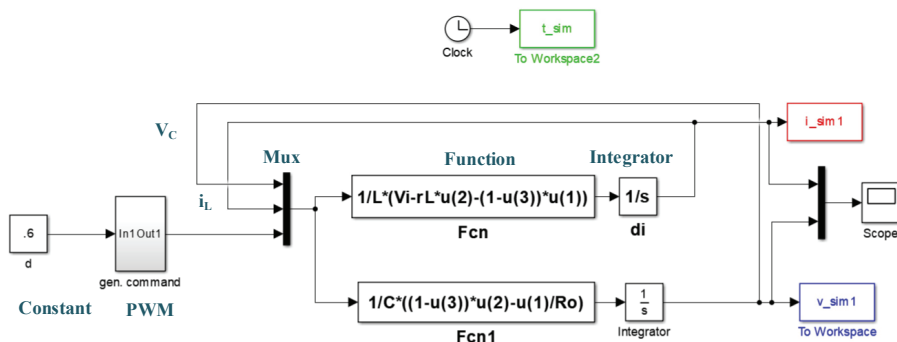 t_sim
Clock
To Workspace2
V_C
i_sim1
Mux
Function
Integrator
i_L
1/L*(Vi-rL*u(2)-(1-u(3))*u(1))
1/s
Fcn
di
Scope
.6
In1 Out1
d
gen. command
Constant
PWM
1/C*((1-u(3))*u(2)-u(1)/Ro)
1
s
v_sim1
Fcn1
Integrator
To Workspace